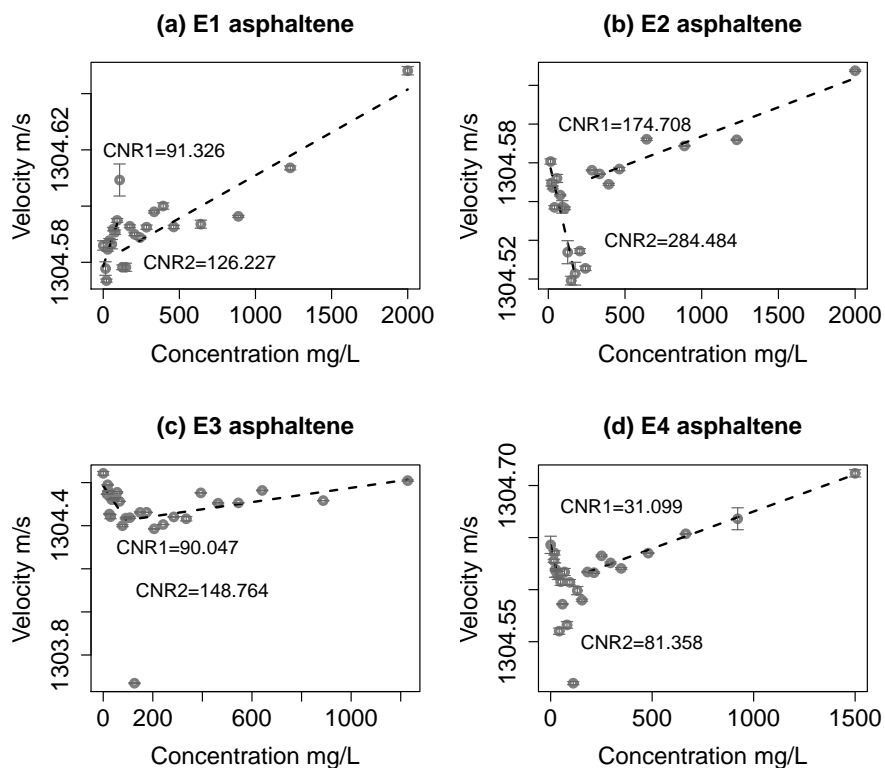 (a) E1 asphaltene
Velocity m/s
1304.62
1304.58
CNR1=91.326
CNR2=126.227
0 500 1000 1500 2000
Concentration mg/L
(b) E2 asphaltene
Velocity m/s
1304.58
1304.52
CNR1=174.708
CNR2=284.484
0 500 1000 1500 2000
Concentration mg/L
(c) E3 asphaltene
Velocity m/s
1304.4
1303.8
CNR1=90.047
CNR2=148.764
0 200 600 1000
Concentration mg/L
(d) E4 asphaltene
Velocity m/s
1304.70
1304.55
CNR1=31.099
CNR2=81.358
0 500 1000 1500
Concentration mg/L